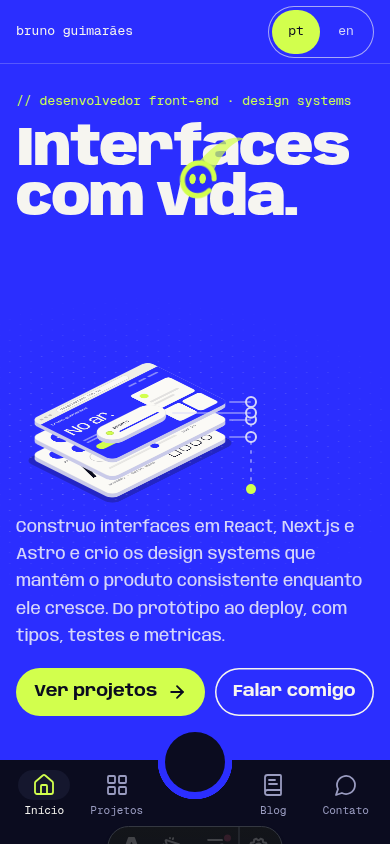 bruno guimarães
pt
en
// desenvolvedor front-end · design systems
Interfaces
com vida.
No ar.
Construo interfaces em React, Next.js e
Astro e crio os design systems que
mantêm o produto consistente enquanto
ele cresce. Do protótipo ao deploy, com
tipos, testes e metricas.
Ver projetos
Falar comigo
Início
Projetos
Blog
Contato